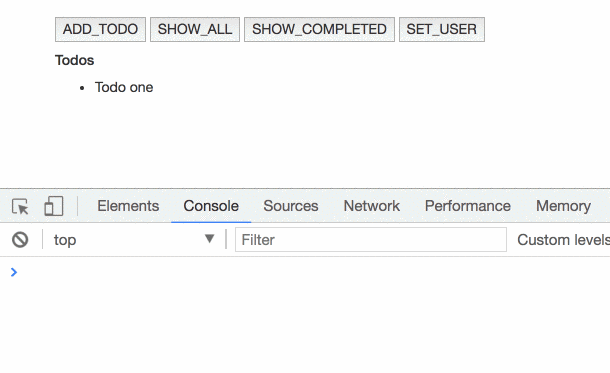 ADD_TODO SHOW_ALL SHOW_COMPLETED SET_USER
Todos
• Todo one
Elements Console Sources Network Performance Memory
top Filter Custom levels